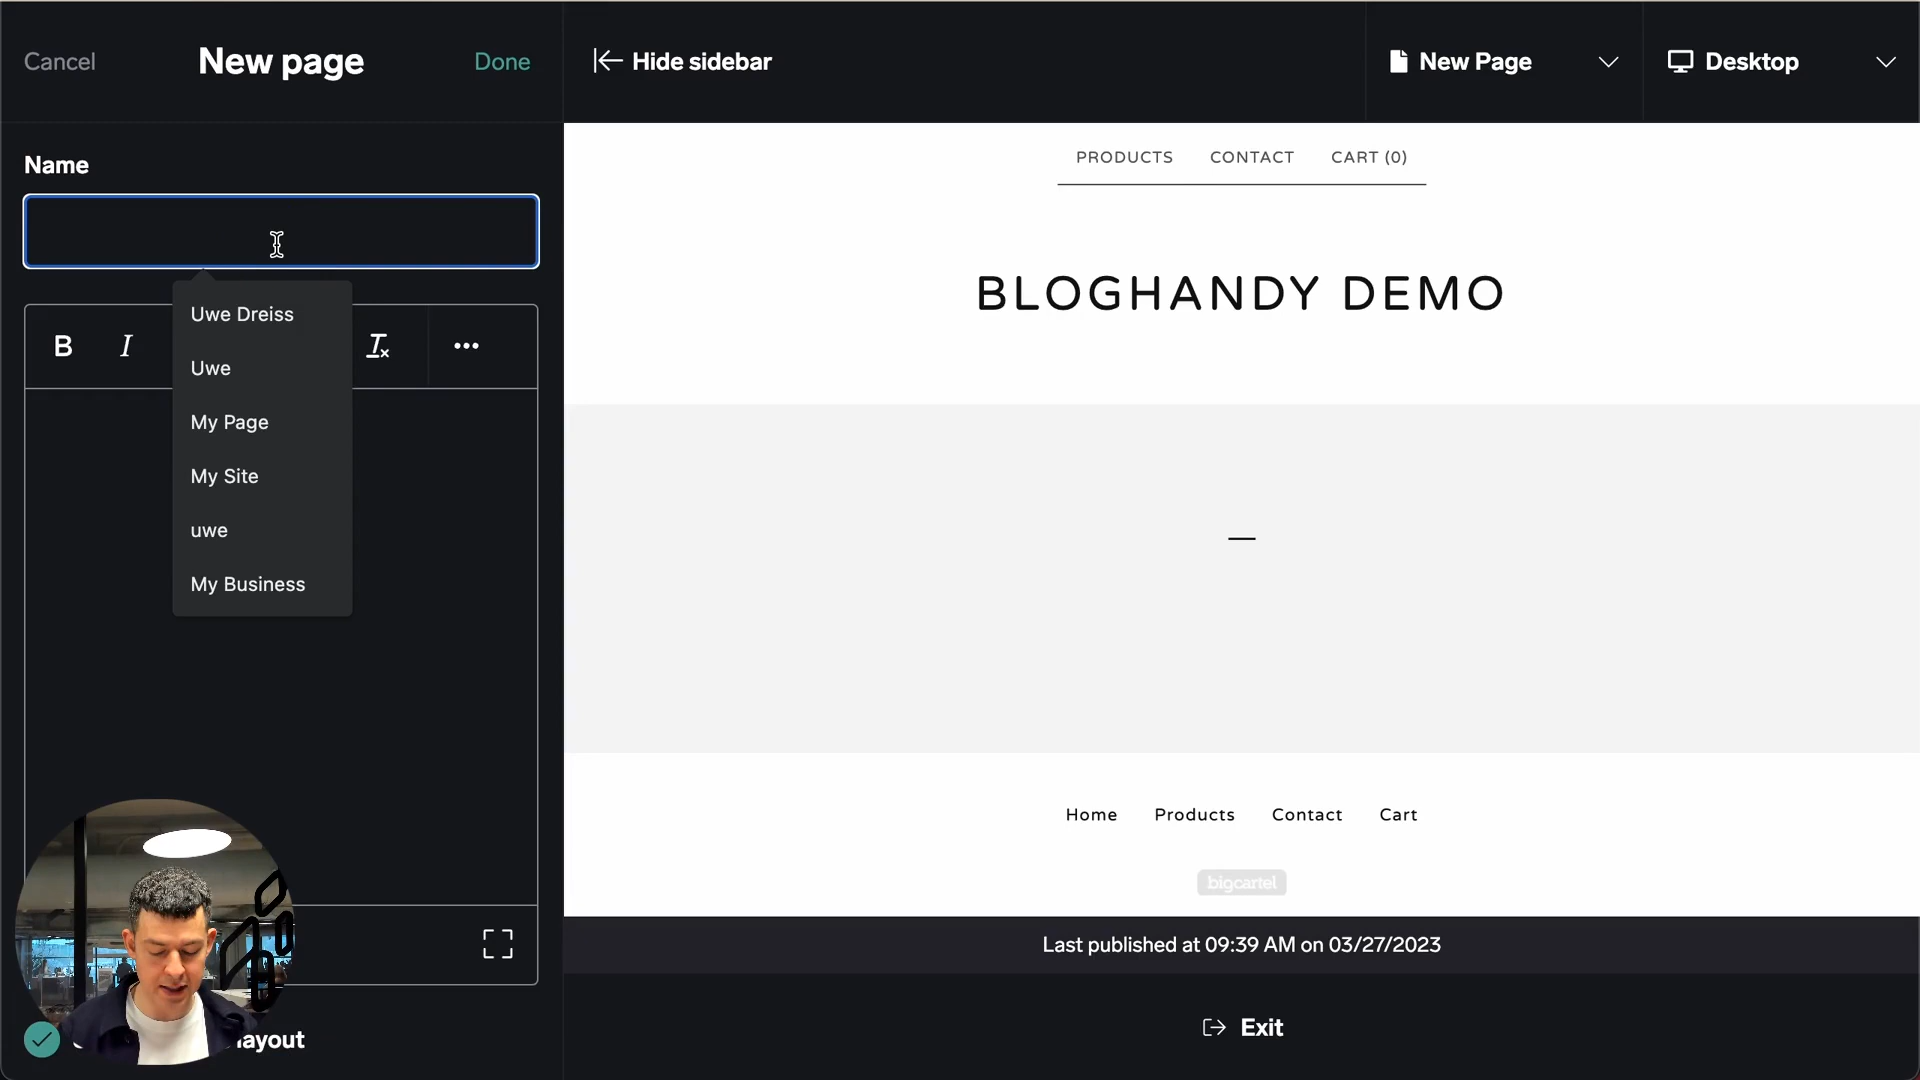 Cancel
New page
Done
Hide sidebar
New Page
Desktop
Name
Uwe Dreiss
Uwe
My Page
My Site
uwe
My Business
B
I
PRODUCTS
CONTACT
CART (0)
BLOGHANDY DEMO
Home
Products
Contact
Cart
bigcartel
Last published at 09:39 AM on 03/27/2023
Exit